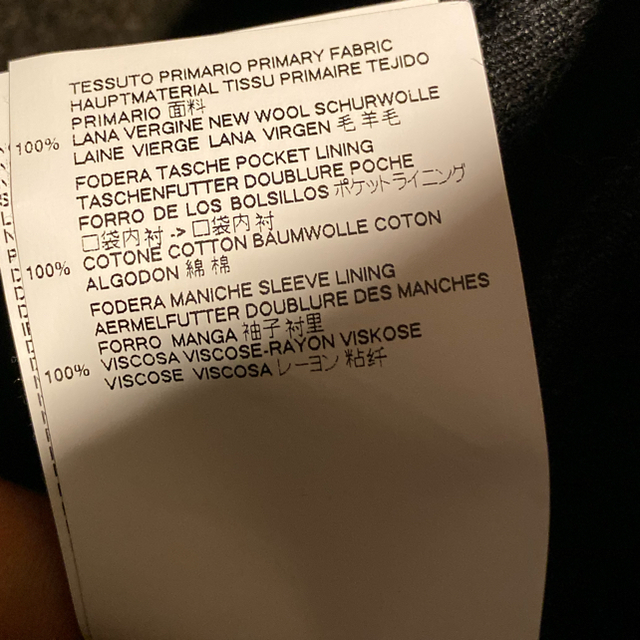 TESSUTO PRIMARIO PRIMARY FABRIC
HAUPTMATERIAL TISSU PRIMAIRE TEJIDO
PRIMARIO 面料
100% LANA VERGINE NEW WOOL SCHURWOLLE
LAINE VIERGE LANA VIRGEN 毛 羊毛
FODERA TASCHE POCKET LINING
TASCHENFUTTER DOUBLURE POCHE
FORRO DE LOS BOLSILLOS ポケットライニング
口袋内衬 -> 口袋内衬
100% COTONE COTTON BAUMWOLLE COTON
ALGODON 綿 棉
FODERA MANICHE SLEEVE LINING
AERMELFUTTER DOUBLURE DES MANCHES
FORRO MANGA 袖子衬里
100% VISCOSA VISCOSE-RAYON VISKOSE
VISCOSE VISCOSA レーヨン 粘纤